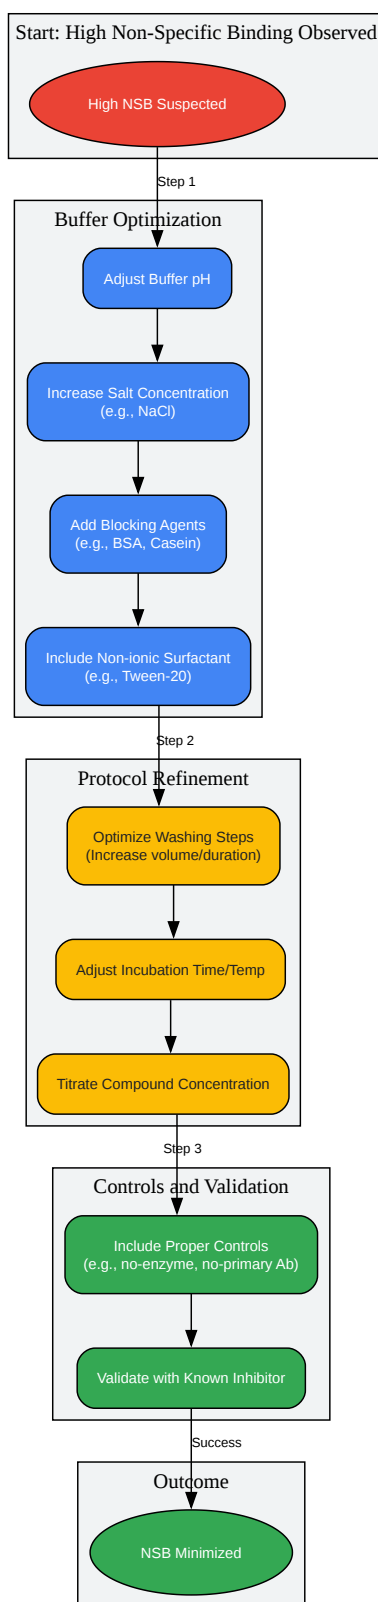 Start: High Non-Specific Binding Observed
High NSB Suspected
Step 1
Buffer Optimization
Adjust Buffer pH
Increase Salt Concentration
(e.g., NaCl)
Add Blocking Agents
(e.g., BSA, Casein)
Include Non-ionic Surfactant
(e.g., Tween-20)
Step 2
Protocol Refinement
Optimize Washing Steps
(Increase volume/duration)
Adjust Incubation Time/Temp
Titrate Compound Concentration
Step 3
Controls and Validation
Include Proper Controls
(e.g., no-enzyme, no-primary Ab)
Validate with Known Inhibitor
Success
Outcome
NSB Minimized